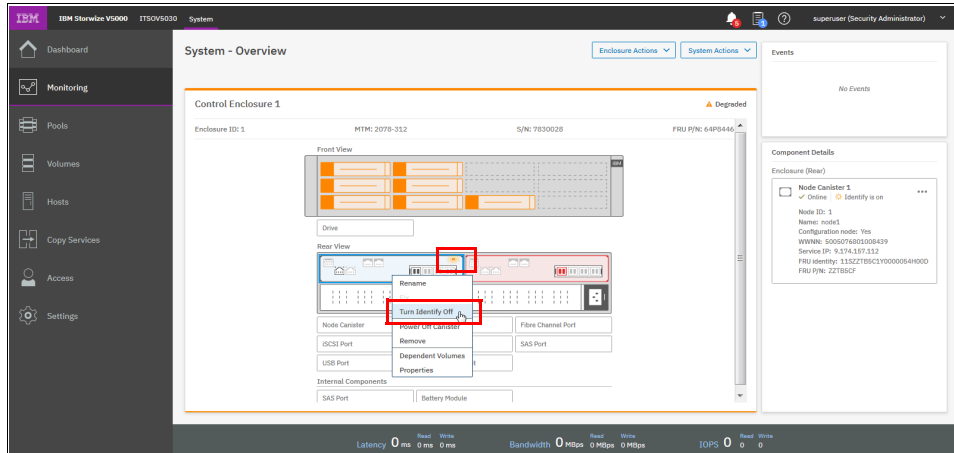 IBM IBM Storwize V5000 ITSOV5030 System 5 1 superuser (Security Administrator)
Dashboard
Monitoring
Pools
Volumes
Hosts
Copy Services
Access
Settings
System - Overview
Enclosure Actions System Actions
Control Enclosure 1 Degraded
Enclosure ID: 1 MTM: 2078-312 S/N: 7830028 FRU P/N: 64P8446
Front View
Drive
Rear View
Rename
Turn Identify Off
Power Off Canister
Remove
Dependent Volumes
Properties
Node Canister Fibre Channel Port
iSCSI Port SAS Port
USB Port
Internal Components
SAS Port Battery Module
Events
No Events
Component Details
Enclosure (Rear)
Node Canister 1
Online Identify is on
Node ID: 1
Name: node1
Configuration node: Yes
WWNN: 5005076801008439
Service IP: 9.174.157.112
FRU identity: 11SZZTB5C1Y0000054H00D
FRU P/N: ZZTB5CF
Latency 0 ms Read 0 ms Write 0 ms Bandwidth 0 MBps Read 0 MBps Write 0 MBps IOPS 0 Read 0 Write 0